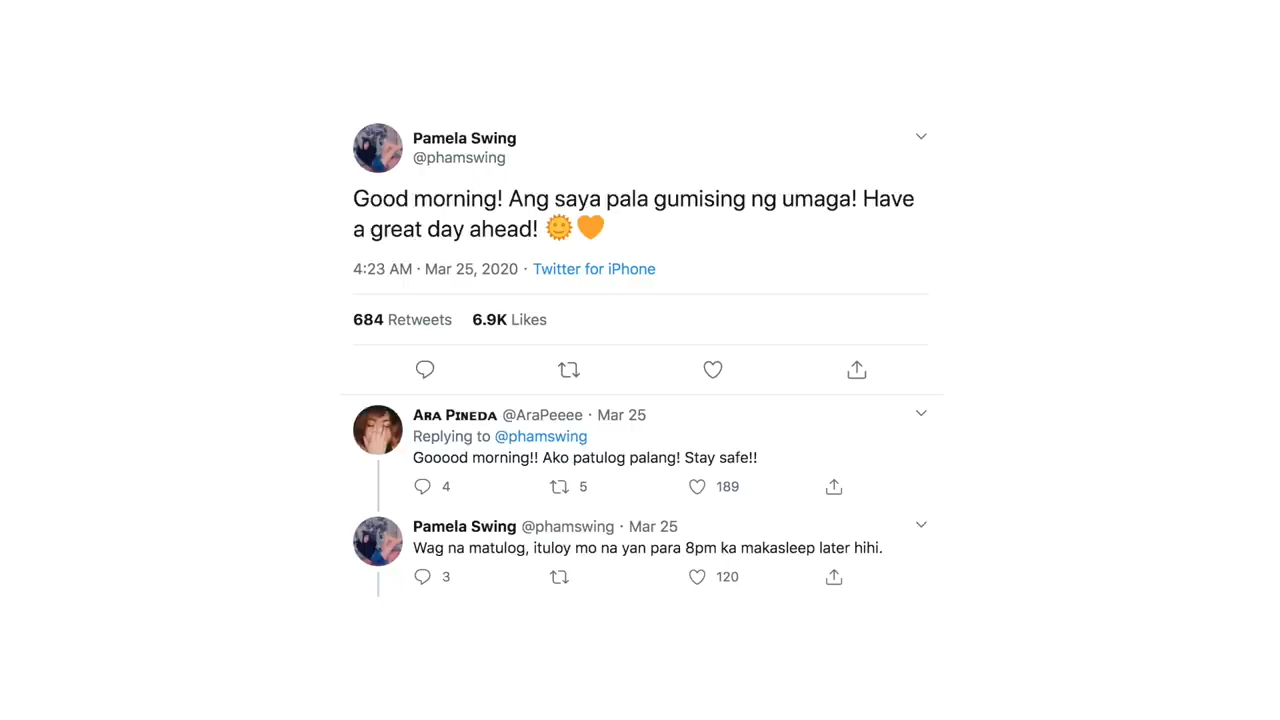 Pamela Swing
@phamswing
Good morning! Ang saya pala gumising ng umaga! Have
a great day ahead! 🌞🧡
4:23 AM · Mar 25, 2020 · Twitter for iPhone
684 Retweets 6.9K Likes
Ara Pineda @AraPeeee · Mar 25
Replying to @phamswing
Gooood morning!! Ako patulog palang! Stay safe!!
4 5 189
Pamela Swing @phamswing · Mar 25
Wag na matulog, ituloy mo na yan para 8pm ka makasleep later hihi.
3 120